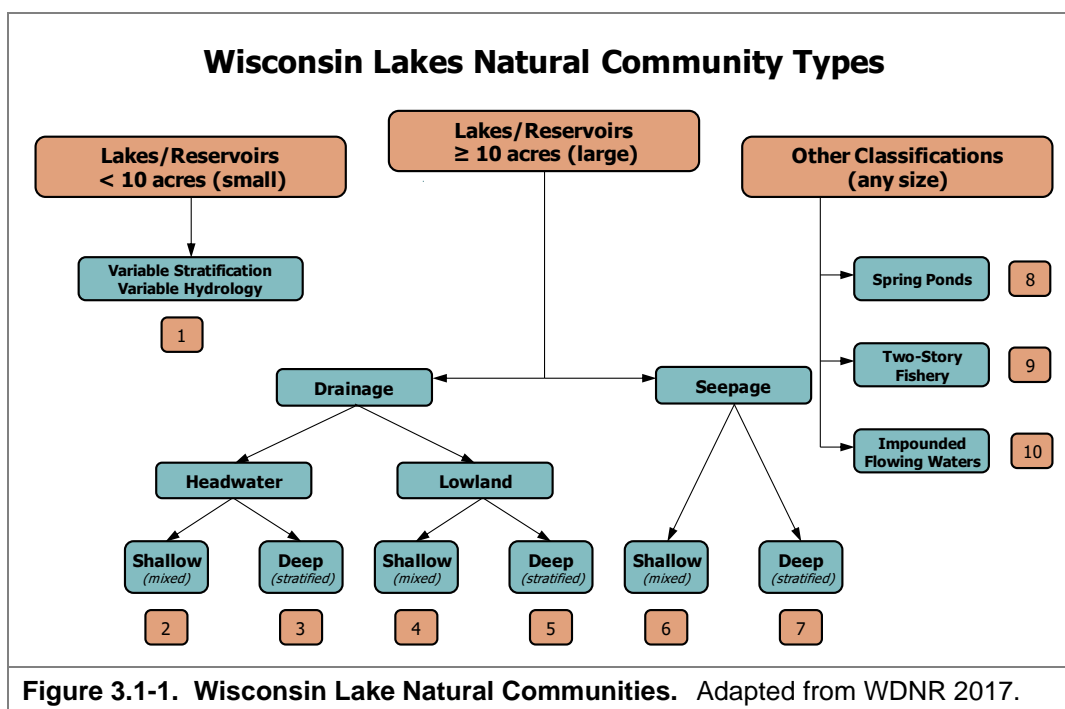 Wisconsin Lakes Natural Community Types
Lakes/Reservoirs
< 10 acres (small)
Lakes/Reservoirs
≥ 10 acres (large)
Other Classifications
(any size)
Variable Stratification
Variable Hydrology
1
Spring Ponds
8
Two-Story
Fishery
9
Impounded
Flowing Waters
10
Drainage
Seepage
Headwater
Lowland
Shallow
(mixed)
Deep
(stratified)
Shallow
(mixed)
Deep
(stratified)
Shallow
(mixed)
Deep
(stratified)
2
3
4
5
6
7
Figure 3.1-1. Wisconsin Lake Natural Communities. Adapted from WDNR 2017.